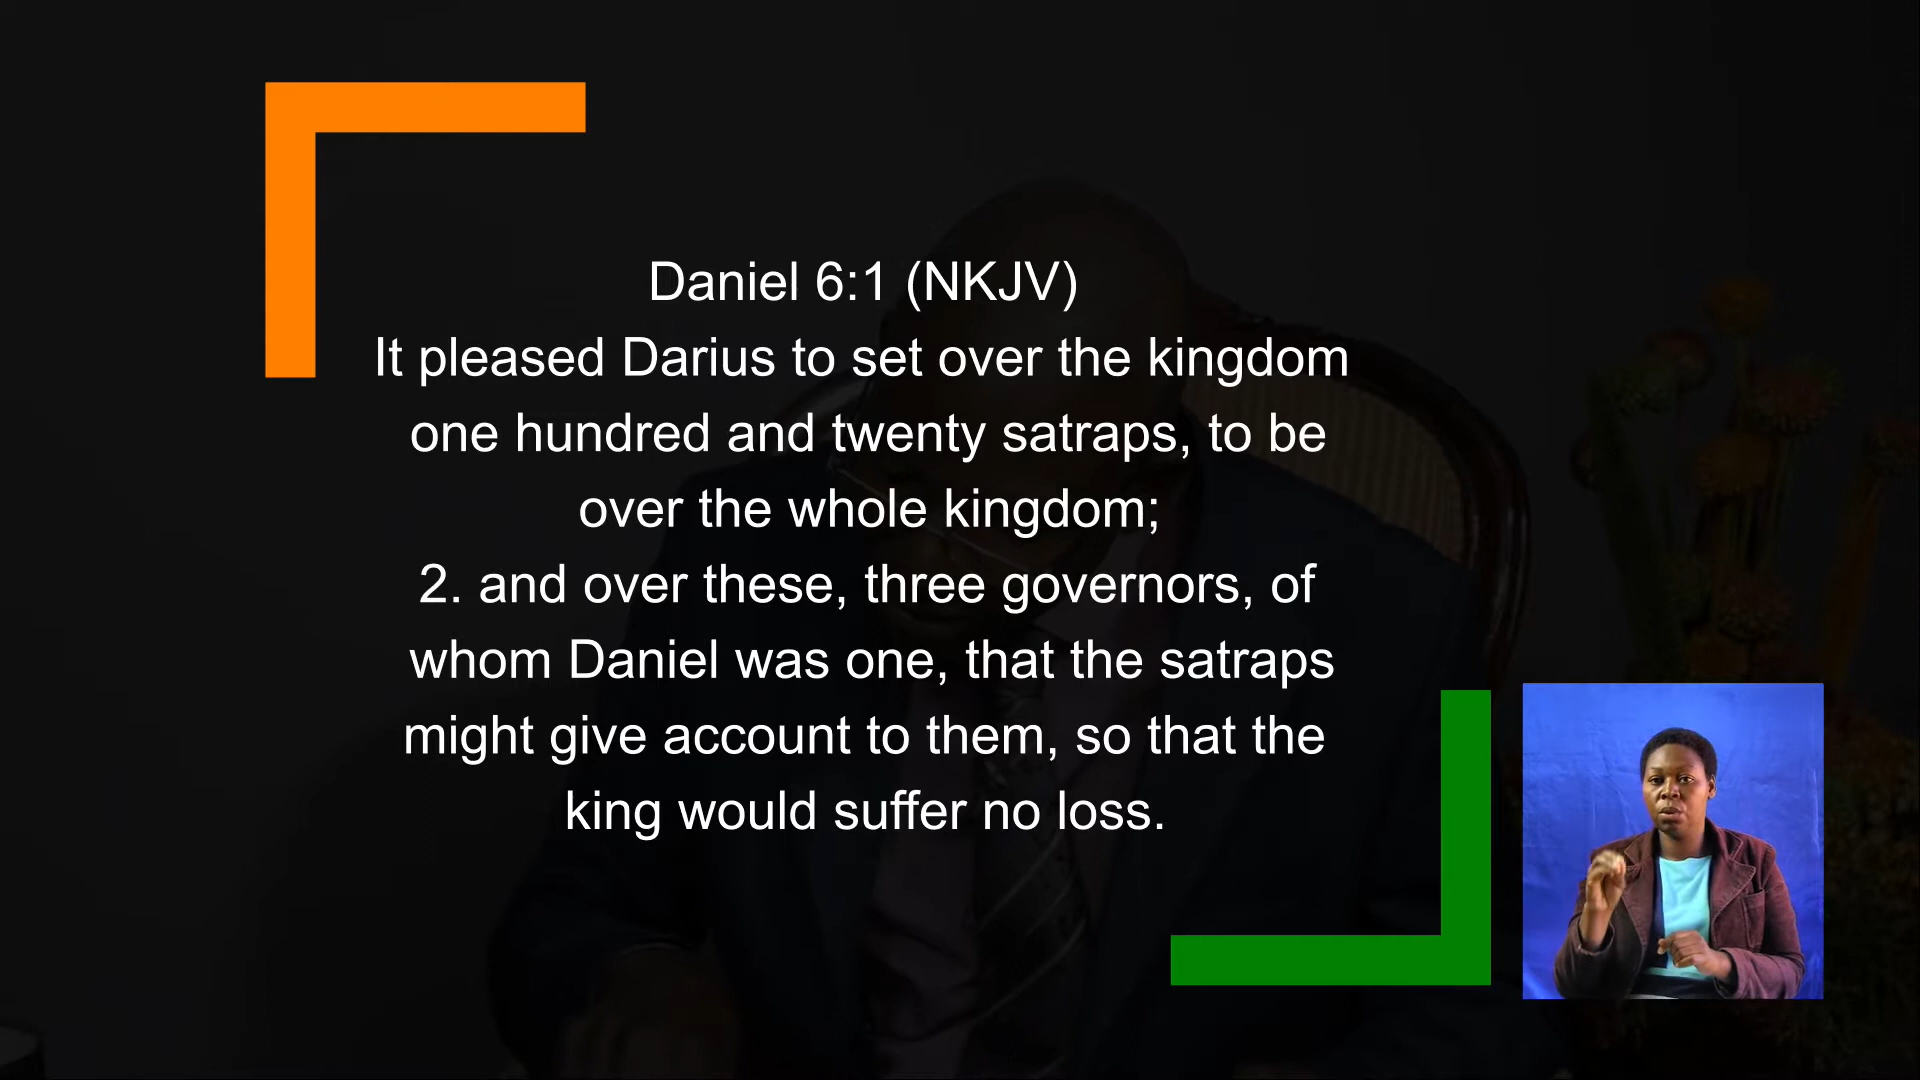 Daniel 6:1 (NKJV)
It pleased Darius to set over the kingdom
one hundred and twenty satraps, to be
over the whole kingdom;
2. and over these, three governors, of
whom Daniel was one, that the satraps
might give account to them, so that the
king would suffer no loss.